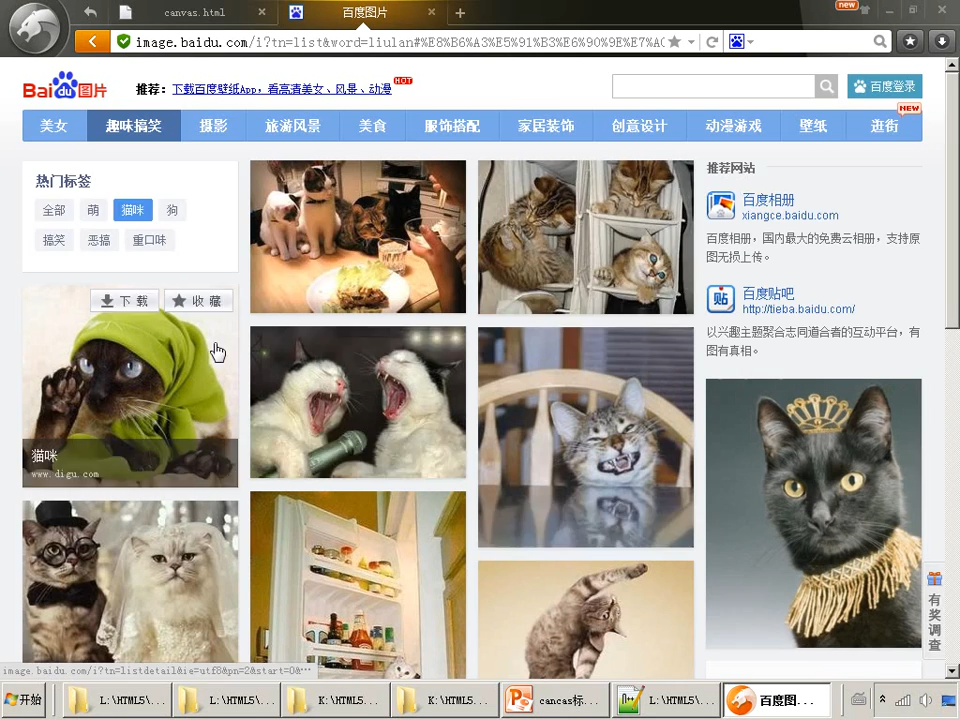 canvas.html
百度图片
new
image.baidu.com/i?tn=list&word=liulan#%E8%B6%A3%E5%91%B3%E6%90%9E%E7%AC
Bai du 图片
推荐：下载百度壁纸App，看高清美女、风景、动漫
HOT
百度登录
NEW
美女 趣味搞笑 摄影 旅游风景 美食 服饰搭配 家居装饰 创意设计 动漫游戏 壁纸 逛街
热门标签
全部 萌 猫咪 狗
搞笑 恶搞 重口味
下载 收藏
猫咪
www.digu.com
推荐网站
百度相册
xiangce.baidu.com
百度相册，国内最大的免费云相册，支持原
图无损上传。
贴
百度贴吧
http://tieba.baidu.com/
以兴趣主题聚合志同道合者的互动平台，有
图有真相。
有奖调查
image.baidu.com/i?tn=listdetail&ie=utf8&pn=2&start=0&···
开始
L:\HTML5\...
L:\HTML5\...
K:\HTML5...
K:\HTML5...
cancas标...
L:\HTML5\...
百度图...